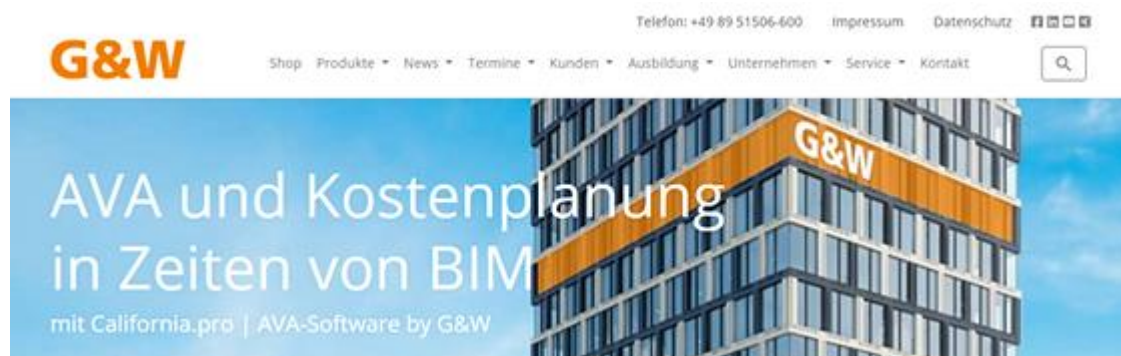 Telefon: +49 89 51506-600 Impressum Datenschutz
G&W
Shop Produkte News Termine Kunden Ausbildung Unternehmen Service Kontakt
G&W
AVA und Kostenplanung
in Zeiten von BIM
mit California.pro | AVA-Software by G&W